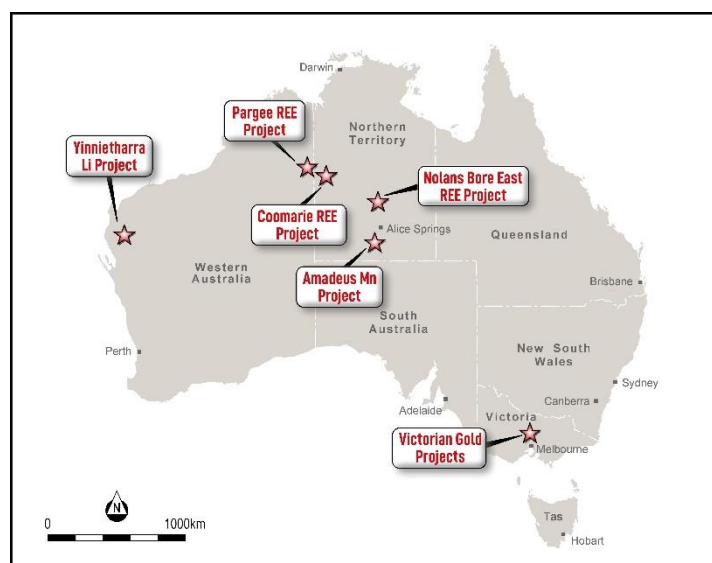 Darwin
Pargee REE
Project
Northern
Territory
Yinnietharra
Li Project
Nolans Bore East
REE Project
Coomarie REE
Project
Alice Springs
Queensland
Western
Australia
Amadeus Mn
Project
Brisbane
South
Australia
New South
Wales
Perth
Sydney
Canberra
Adelaide
Victoria
Victorian Gold
Projects
Melbourne
N
0 1000km
Tas
Hobart